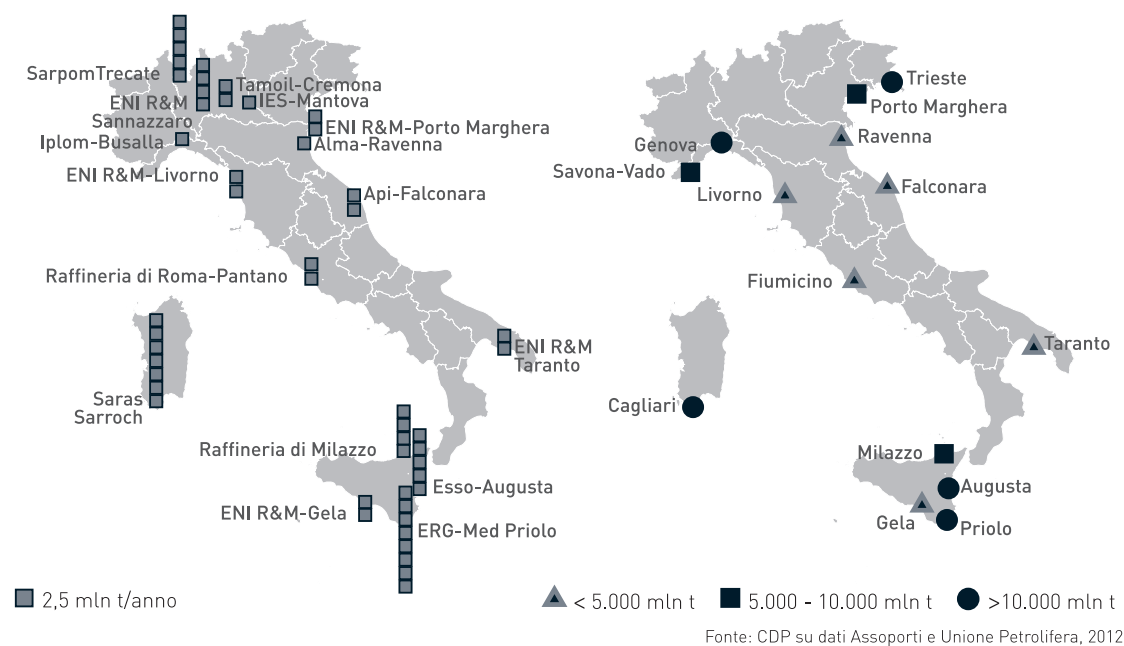 SarpomTrecate
Tamoil-Cremona
ENI R&M
Sannazzaro
IES-Mantova
ENI R&M-Porto Marghera
Iplom-Busalla
Alma-Ravenna
ENI R&M-Livorno
Api-Falconara
Raffineria di Roma-Pantano
ENI R&M
Taranto
Saras
Sarroch
Raffineria di Milazzo
Esso-Augusta
ENI R&M-Gela
ERG-Med Priolo
2,5 mln t/anno
Trieste
Porto Marghera
Ravenna
Genova
Savona-Vado
Livorno
Falconara
Fiumicino
Taranto
Cagliari
Milazzo
Augusta
Gela
Priolo
< 5.000 mln t
5.000 - 10.000 mln t
>10.000 mln t
Fonte: CDP su dati Assoporti e Unione Petrolifera, 2012